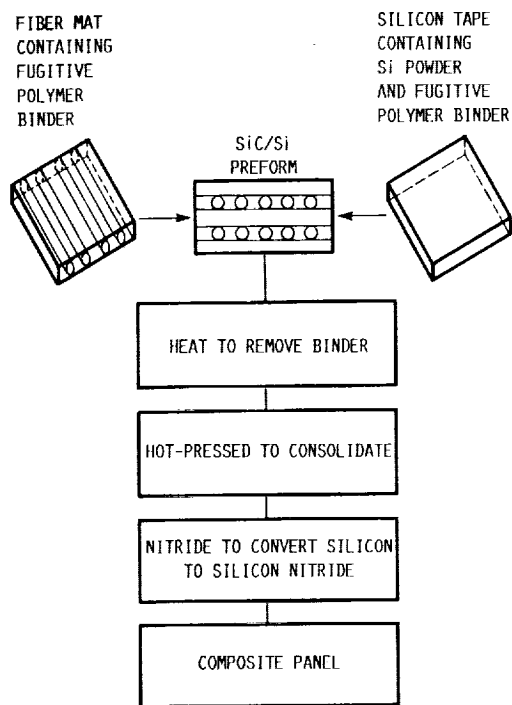 FIBER MAT
CONTAINING
FUGITIVE
POLYMER
BINDER
SILICON TAPE
CONTAINING
Si POWDER
AND FUGITIVE
POLYMER BINDER
SiC/Si
PREFORM
HEAT TO REMOVE BINDER
HOT-PRESSED TO CONSOLIDATE
NITRIDE TO CONVERT SILICON
TO SILICON NITRIDE
COMPOSITE PANEL